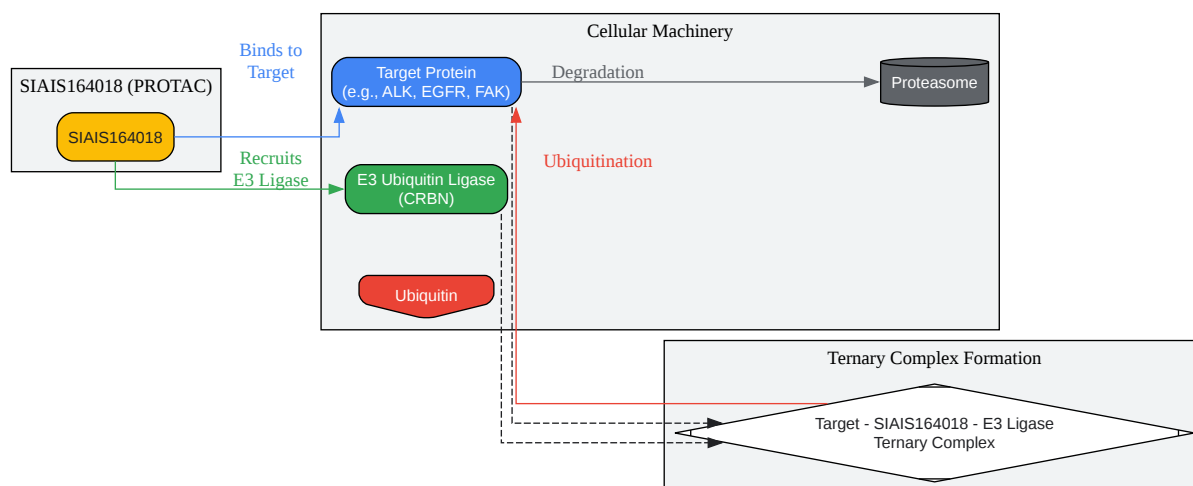 Cellular Machinery
Binds to
Target
SIAIS164018 (PROTAC)
SIAIS164018
Target Protein
(e.g., ALK, EGFR, FAK)
Degradation
Proteasome
Recruits
E3 Ligase
E3 Ubiquitin Ligase
(CRBN)
Ubiquitination
Ubiquitin
Ternary Complex Formation
Target - SIAIS164018 - E3 Ligase
Ternary Complex